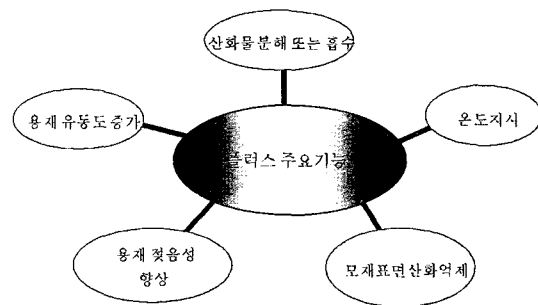 산화물분해 또는 흡수
용재 유동도 증가
온도지시
플럭스 주요기능
용재 젖음성
향상
모재표면산화억제